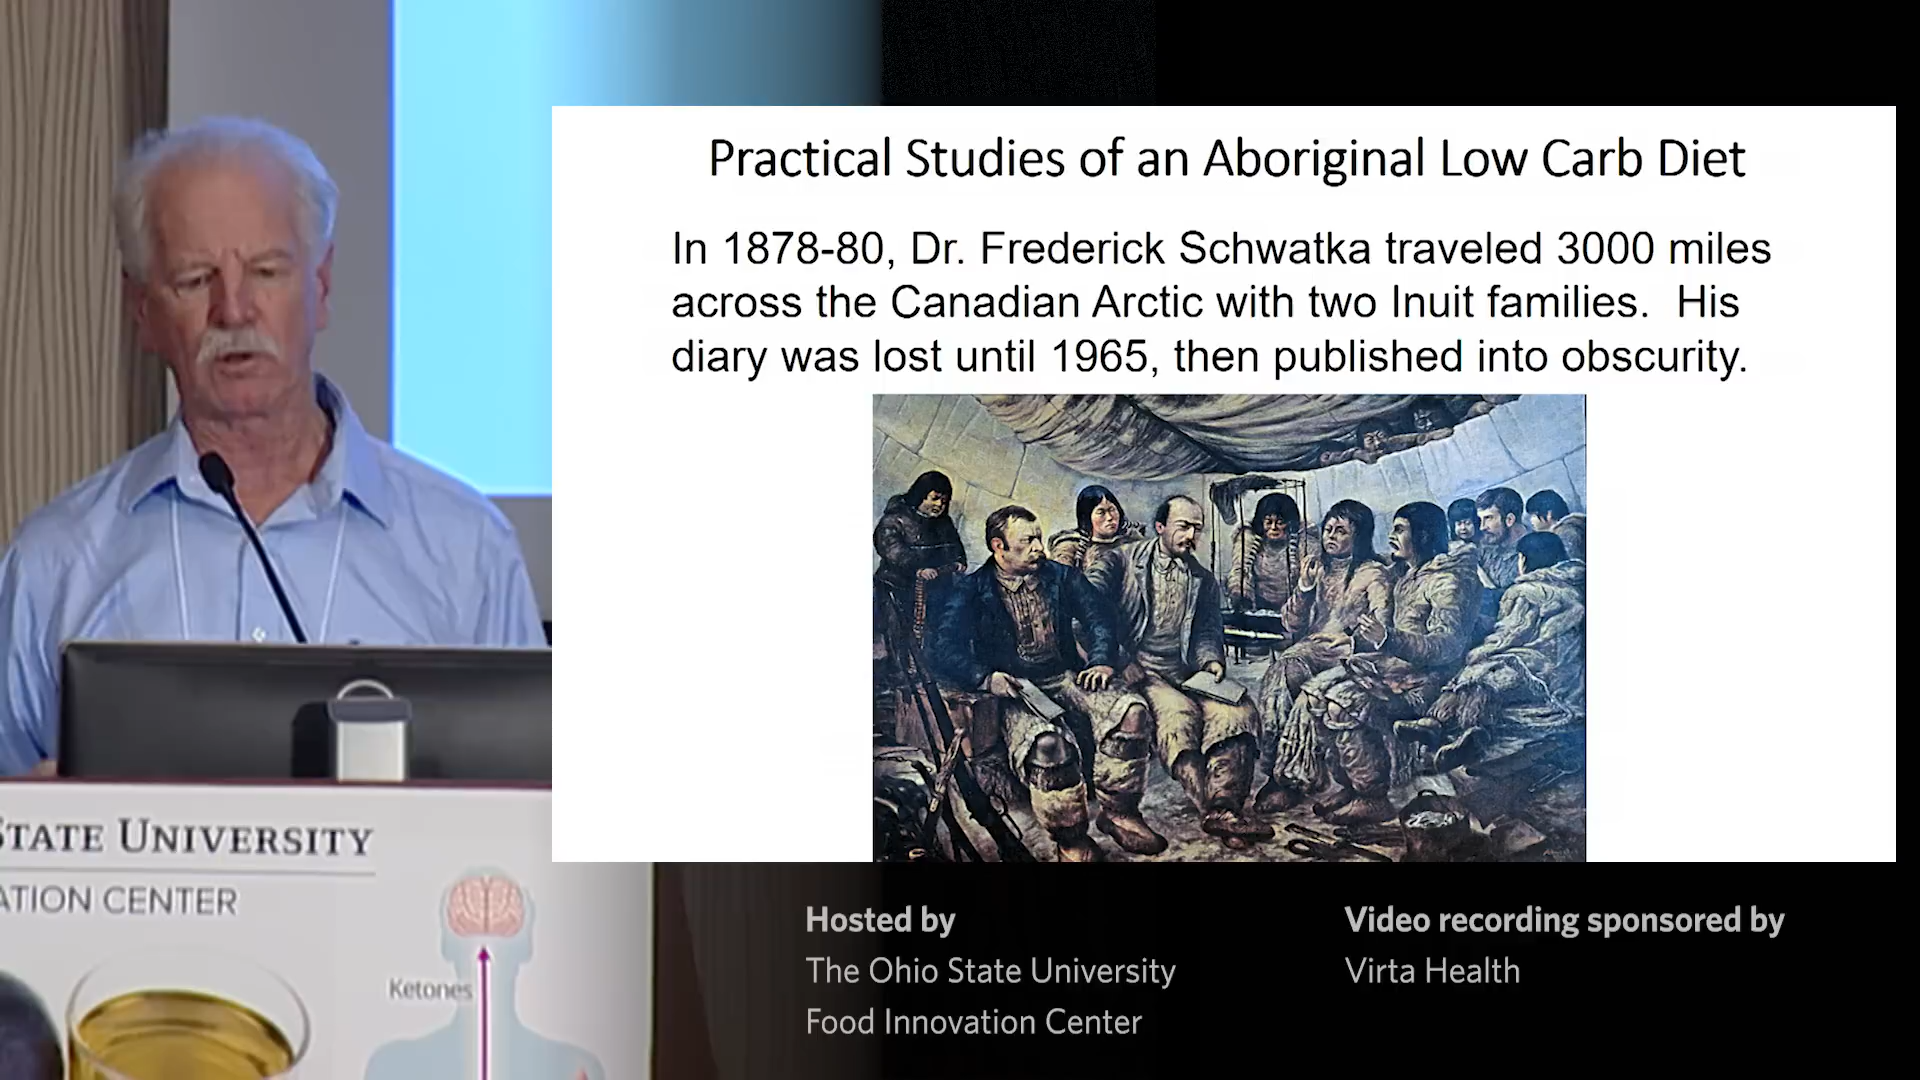 Practical Studies of an Aboriginal Low Carb Diet
In 1878-80, Dr. Frederick Schwatka traveled 3000 miles
across the Canadian Arctic with two Inuit families.  His
diary was lost until 1965, then published into obscurity.
STATE UNIVERSITY
ATION CENTER
Ketones
Hosted by
The Ohio State University
Food Innovation Center
Video recording sponsored by
Virta Health